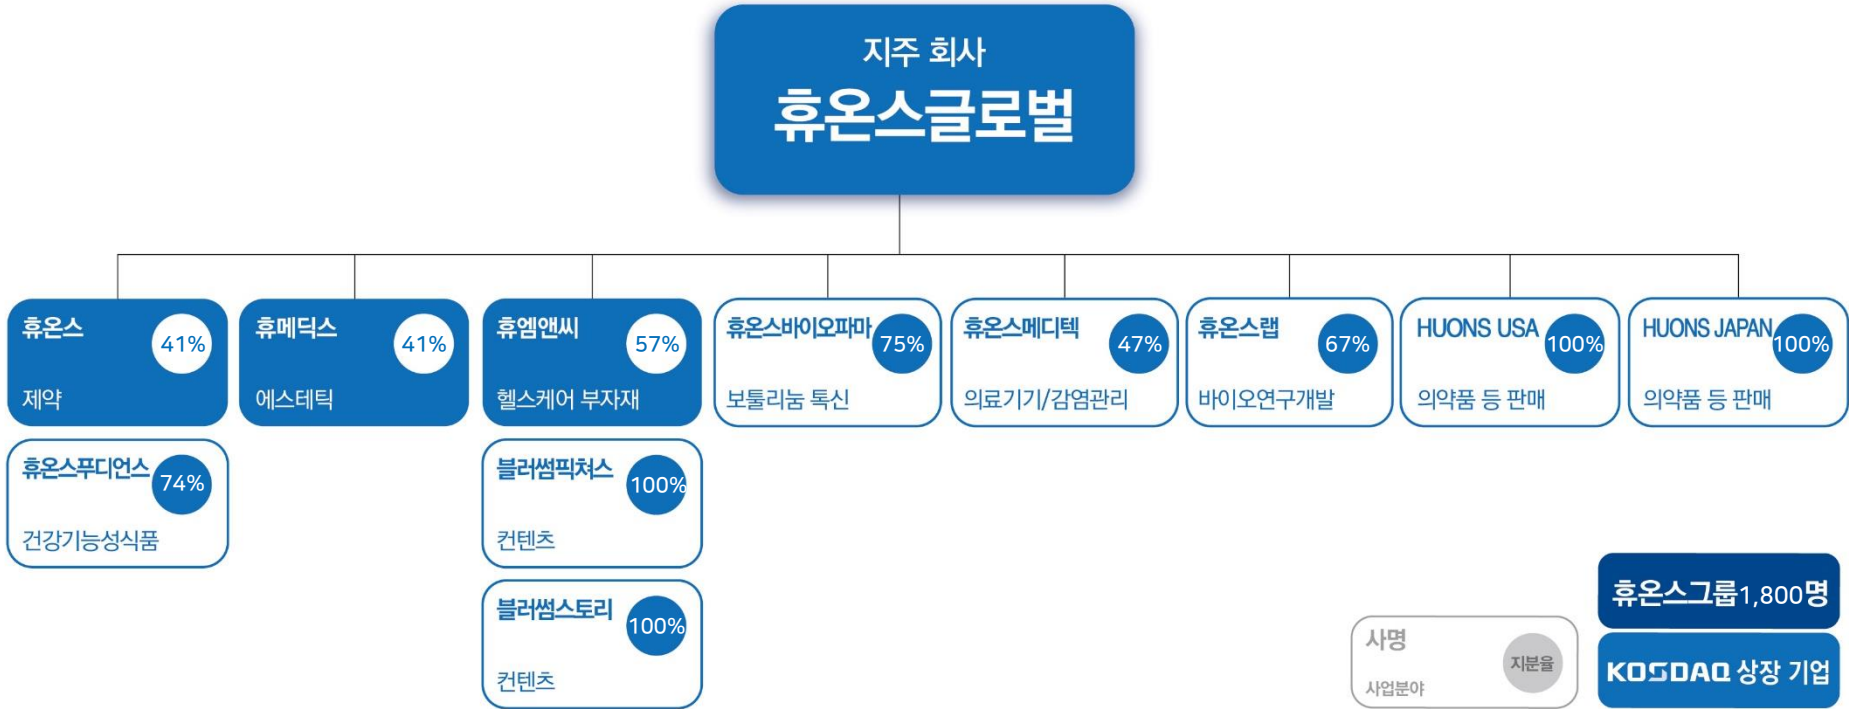 지주 회사
휴온스글로벌
휴온스
41%
제약
휴메딕스
41%
에스테틱
휴엠앤씨
57%
헬스케어 부자재
휴온스바이오파마
75%
보툴리눔 톡신
휴온스메디텍
47%
의료기기/감염관리
휴온스랩
67%
바이오연구개발
HUONS USA
100%
의약품 등 판매
HUONS JAPAN
100%
의약품 등 판매
휴온스푸디언스
74%
건강기능성식품
블러썸픽쳐스
100%
컨텐츠
블러썸스토리
100%
컨텐츠
사명
지분율
사업분야
휴온스그룹1,800명
KOSDAQ 상장 기업